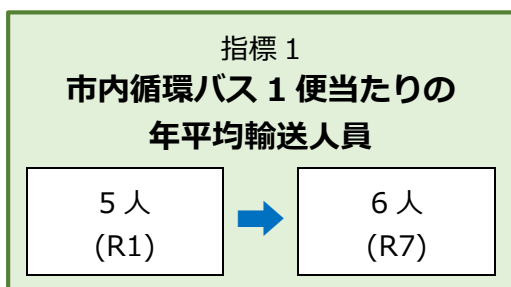 指標 1
市内循環バス 1 便当たりの
年平均輸送人員
5 人
(R1)
6 人
(R7)